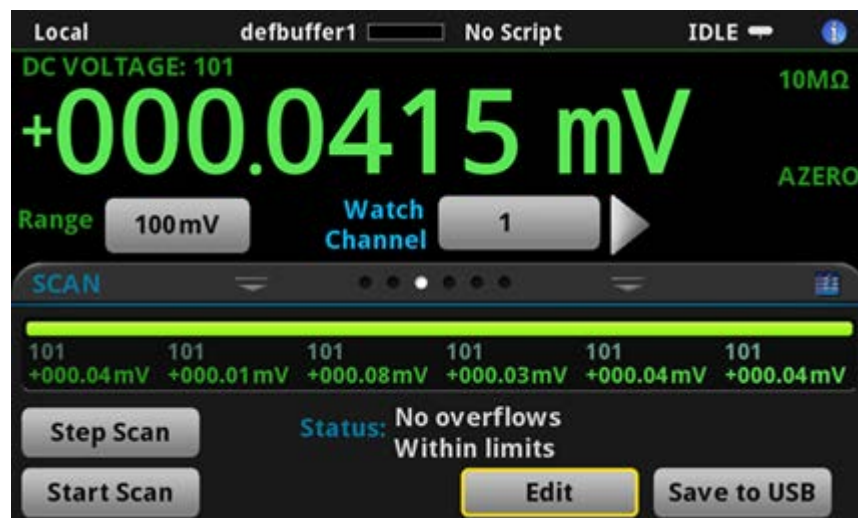 Local defbuffer1 No Script IDLE i
DC VOLTAGE: 101
10MΩ
+000.0415 mV
AZERO
Range 100mV Watch Channel 1
SCAN
101 101 101 101 101 101
+000.04mV +000.01mV +000.08mV +000.03mV +000.04mV +000.04mV
Step Scan Status: No overflows
Within limits
Start Scan Edit Save to USB